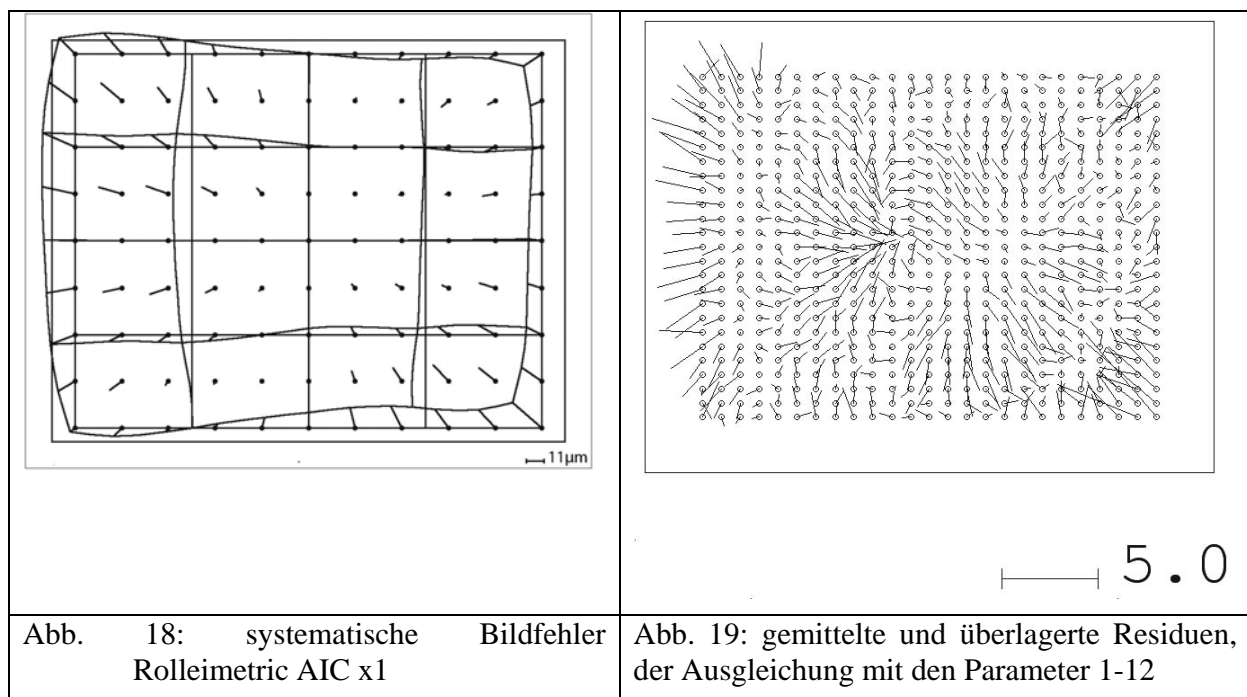 11µm
5.0
Abb. 18: systematische Bildfehler
Rolleimetric AIC x1
Abb. 19: gemittelte und überlagerte Residuen,
der Ausgleichung mit den Parameter 1-12